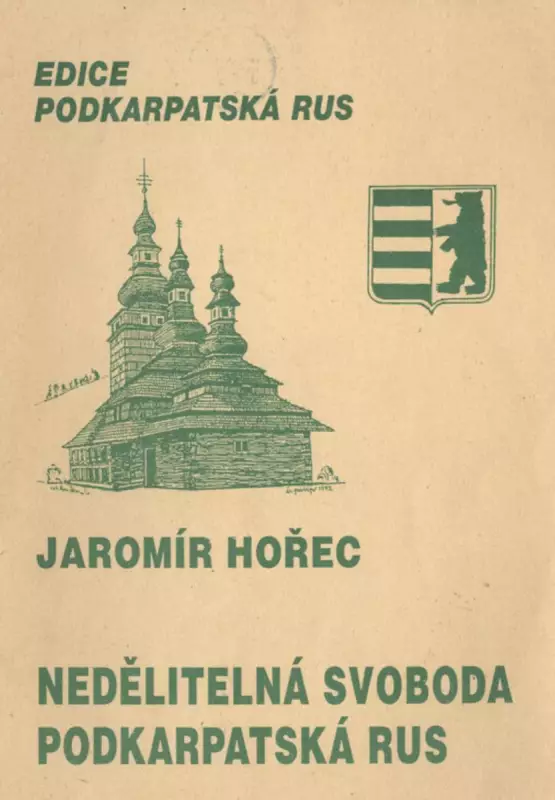 EDICE
PODKARPATSKÁ RUS
JAROMÍR HOŘEC
NEDĚLITELNÁ SVOBODA
PODKARPATSKÁ RUS